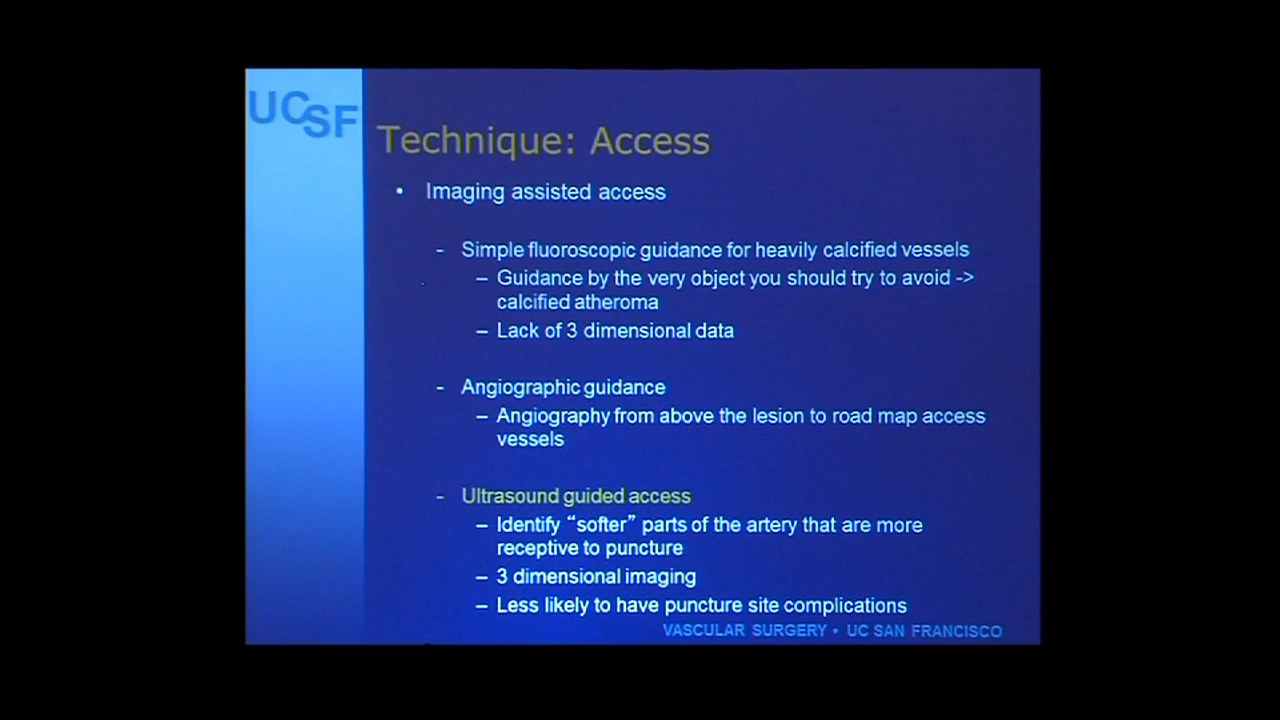 UCSF
Technique: Access
• Imaging assisted access
- Simple fluoroscopic guidance for heavily calcified vessels
– Guidance by the very object you should try to avoid ->
calcified atheroma
– Lack of 3 dimensional data
- Angiographic guidance
– Angiography from above the lesion to road map access
vessels
- Ultrasound guided access
– Identify “softer” parts of the artery that are more
receptive to puncture
– 3 dimensional imaging
– Less likely to have puncture site complications
VASCULAR SURGERY • UC SAN FRANCISCO